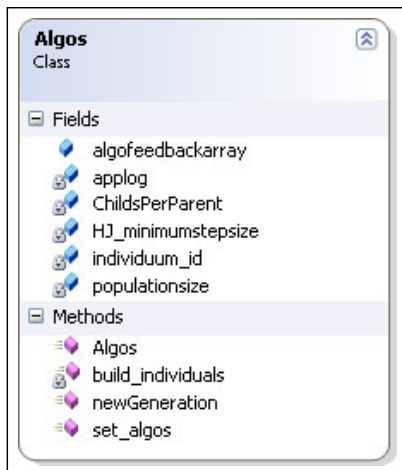 Algos
Class
Fields
algofeedbackarray
applog
ChildsPerParent
HJ_minimumstepsize
individuum_id
populationsize
Methods
Algos
build_individuals
newGeneration
set_algos